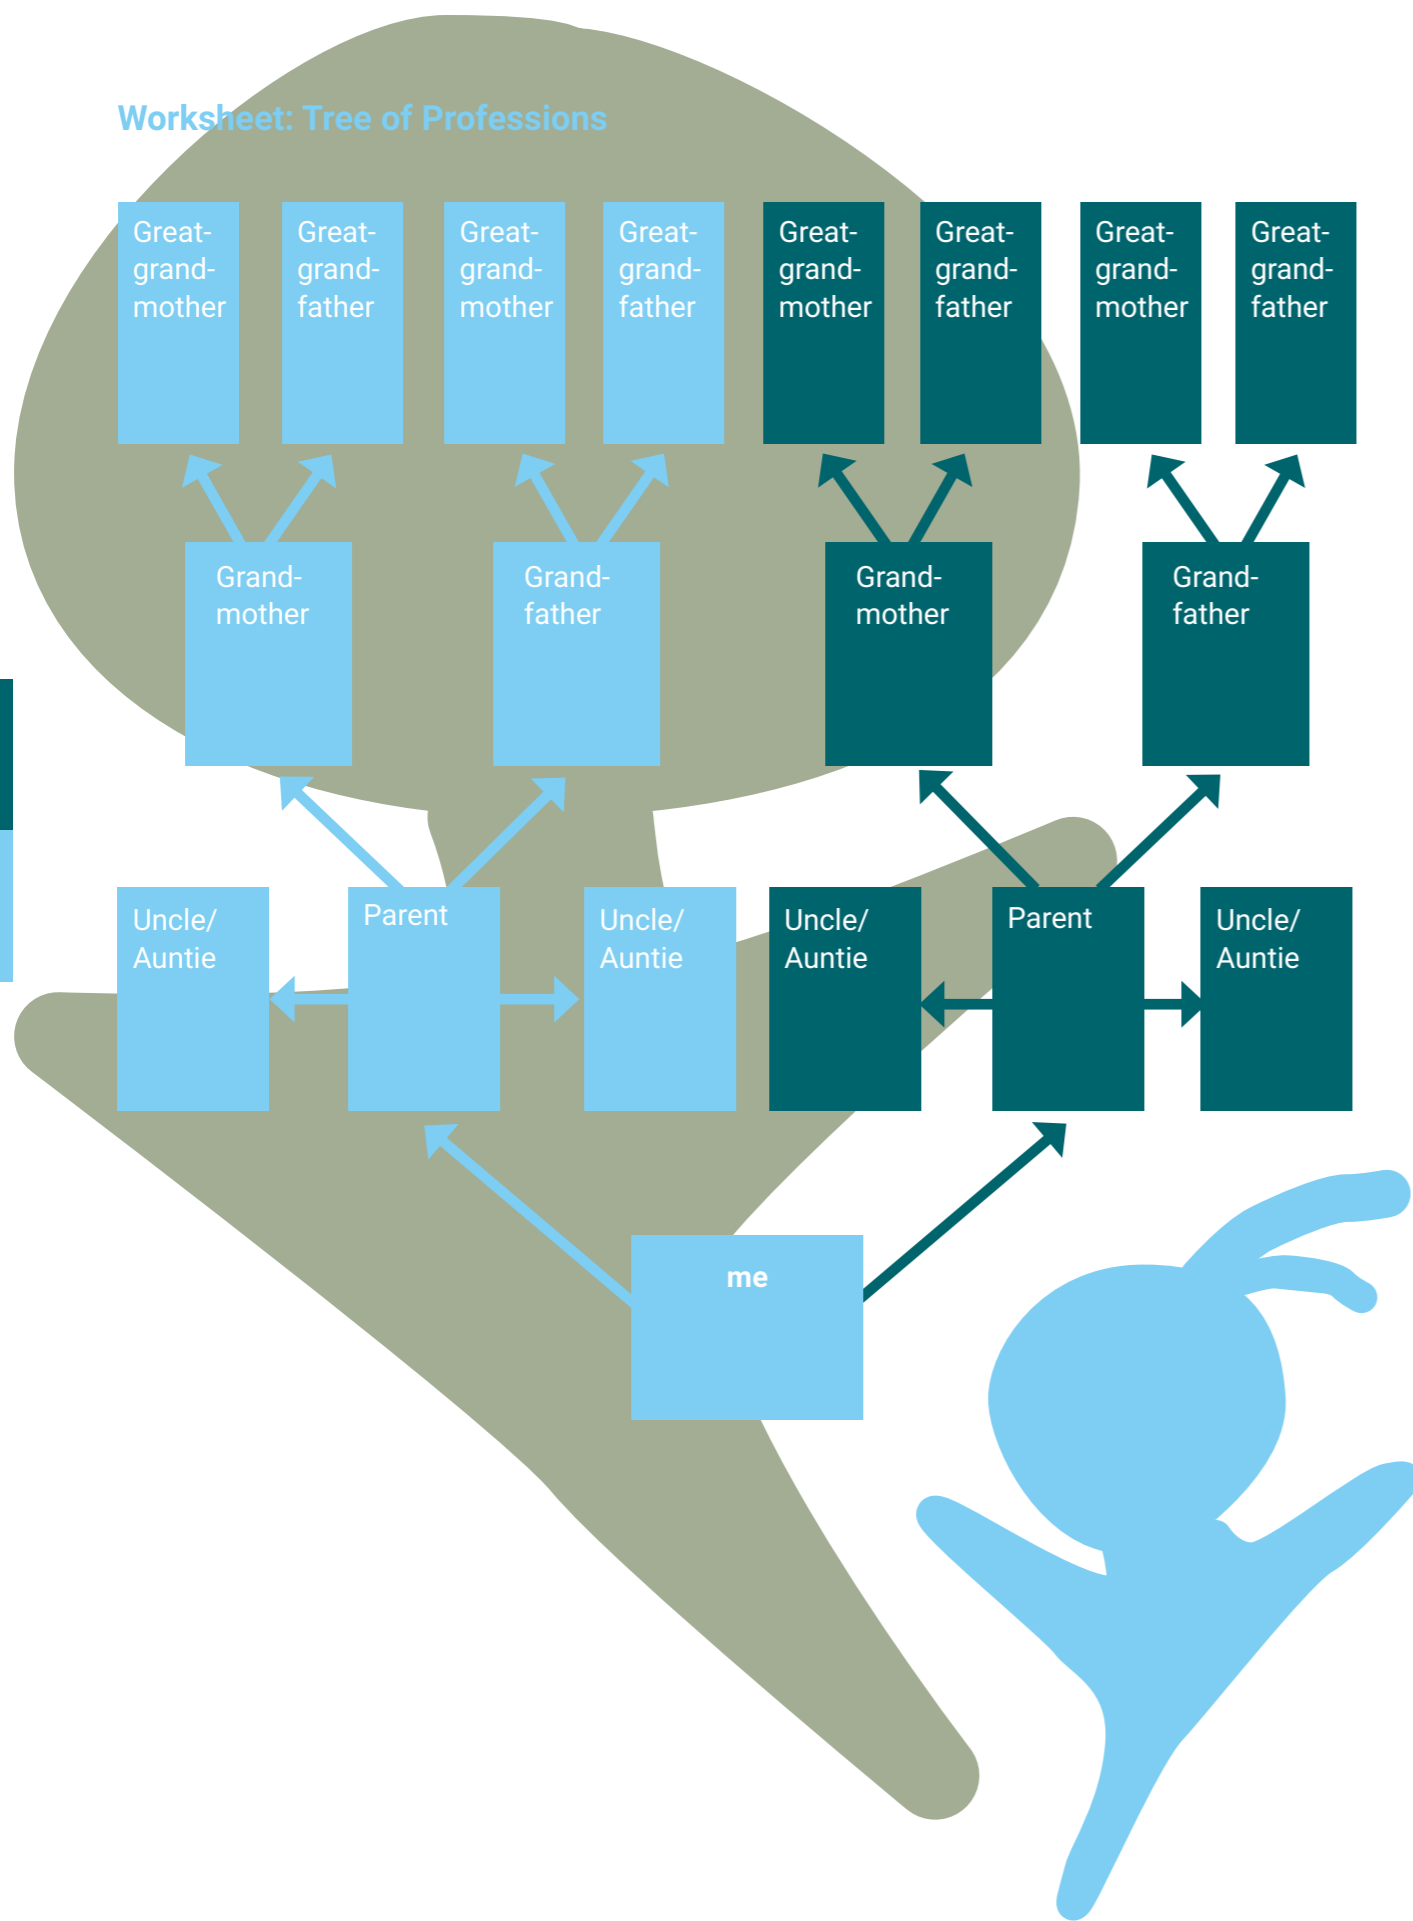 Worksheet: Tree of Professions
Great-
grand-
mother
Great-
grand-
father
Great-
grand-
mother
Great-
grand-
father
Great-
grand-
mother
Great-
grand-
father
Great-
grand-
mother
Great-
grand-
father
Grand-
mother
Grand-
father
Grand-
mother
Grand-
father
Uncle/
Auntie
Parent
Uncle/
Auntie
Uncle/
Auntie
Parent
Uncle/
Auntie
me